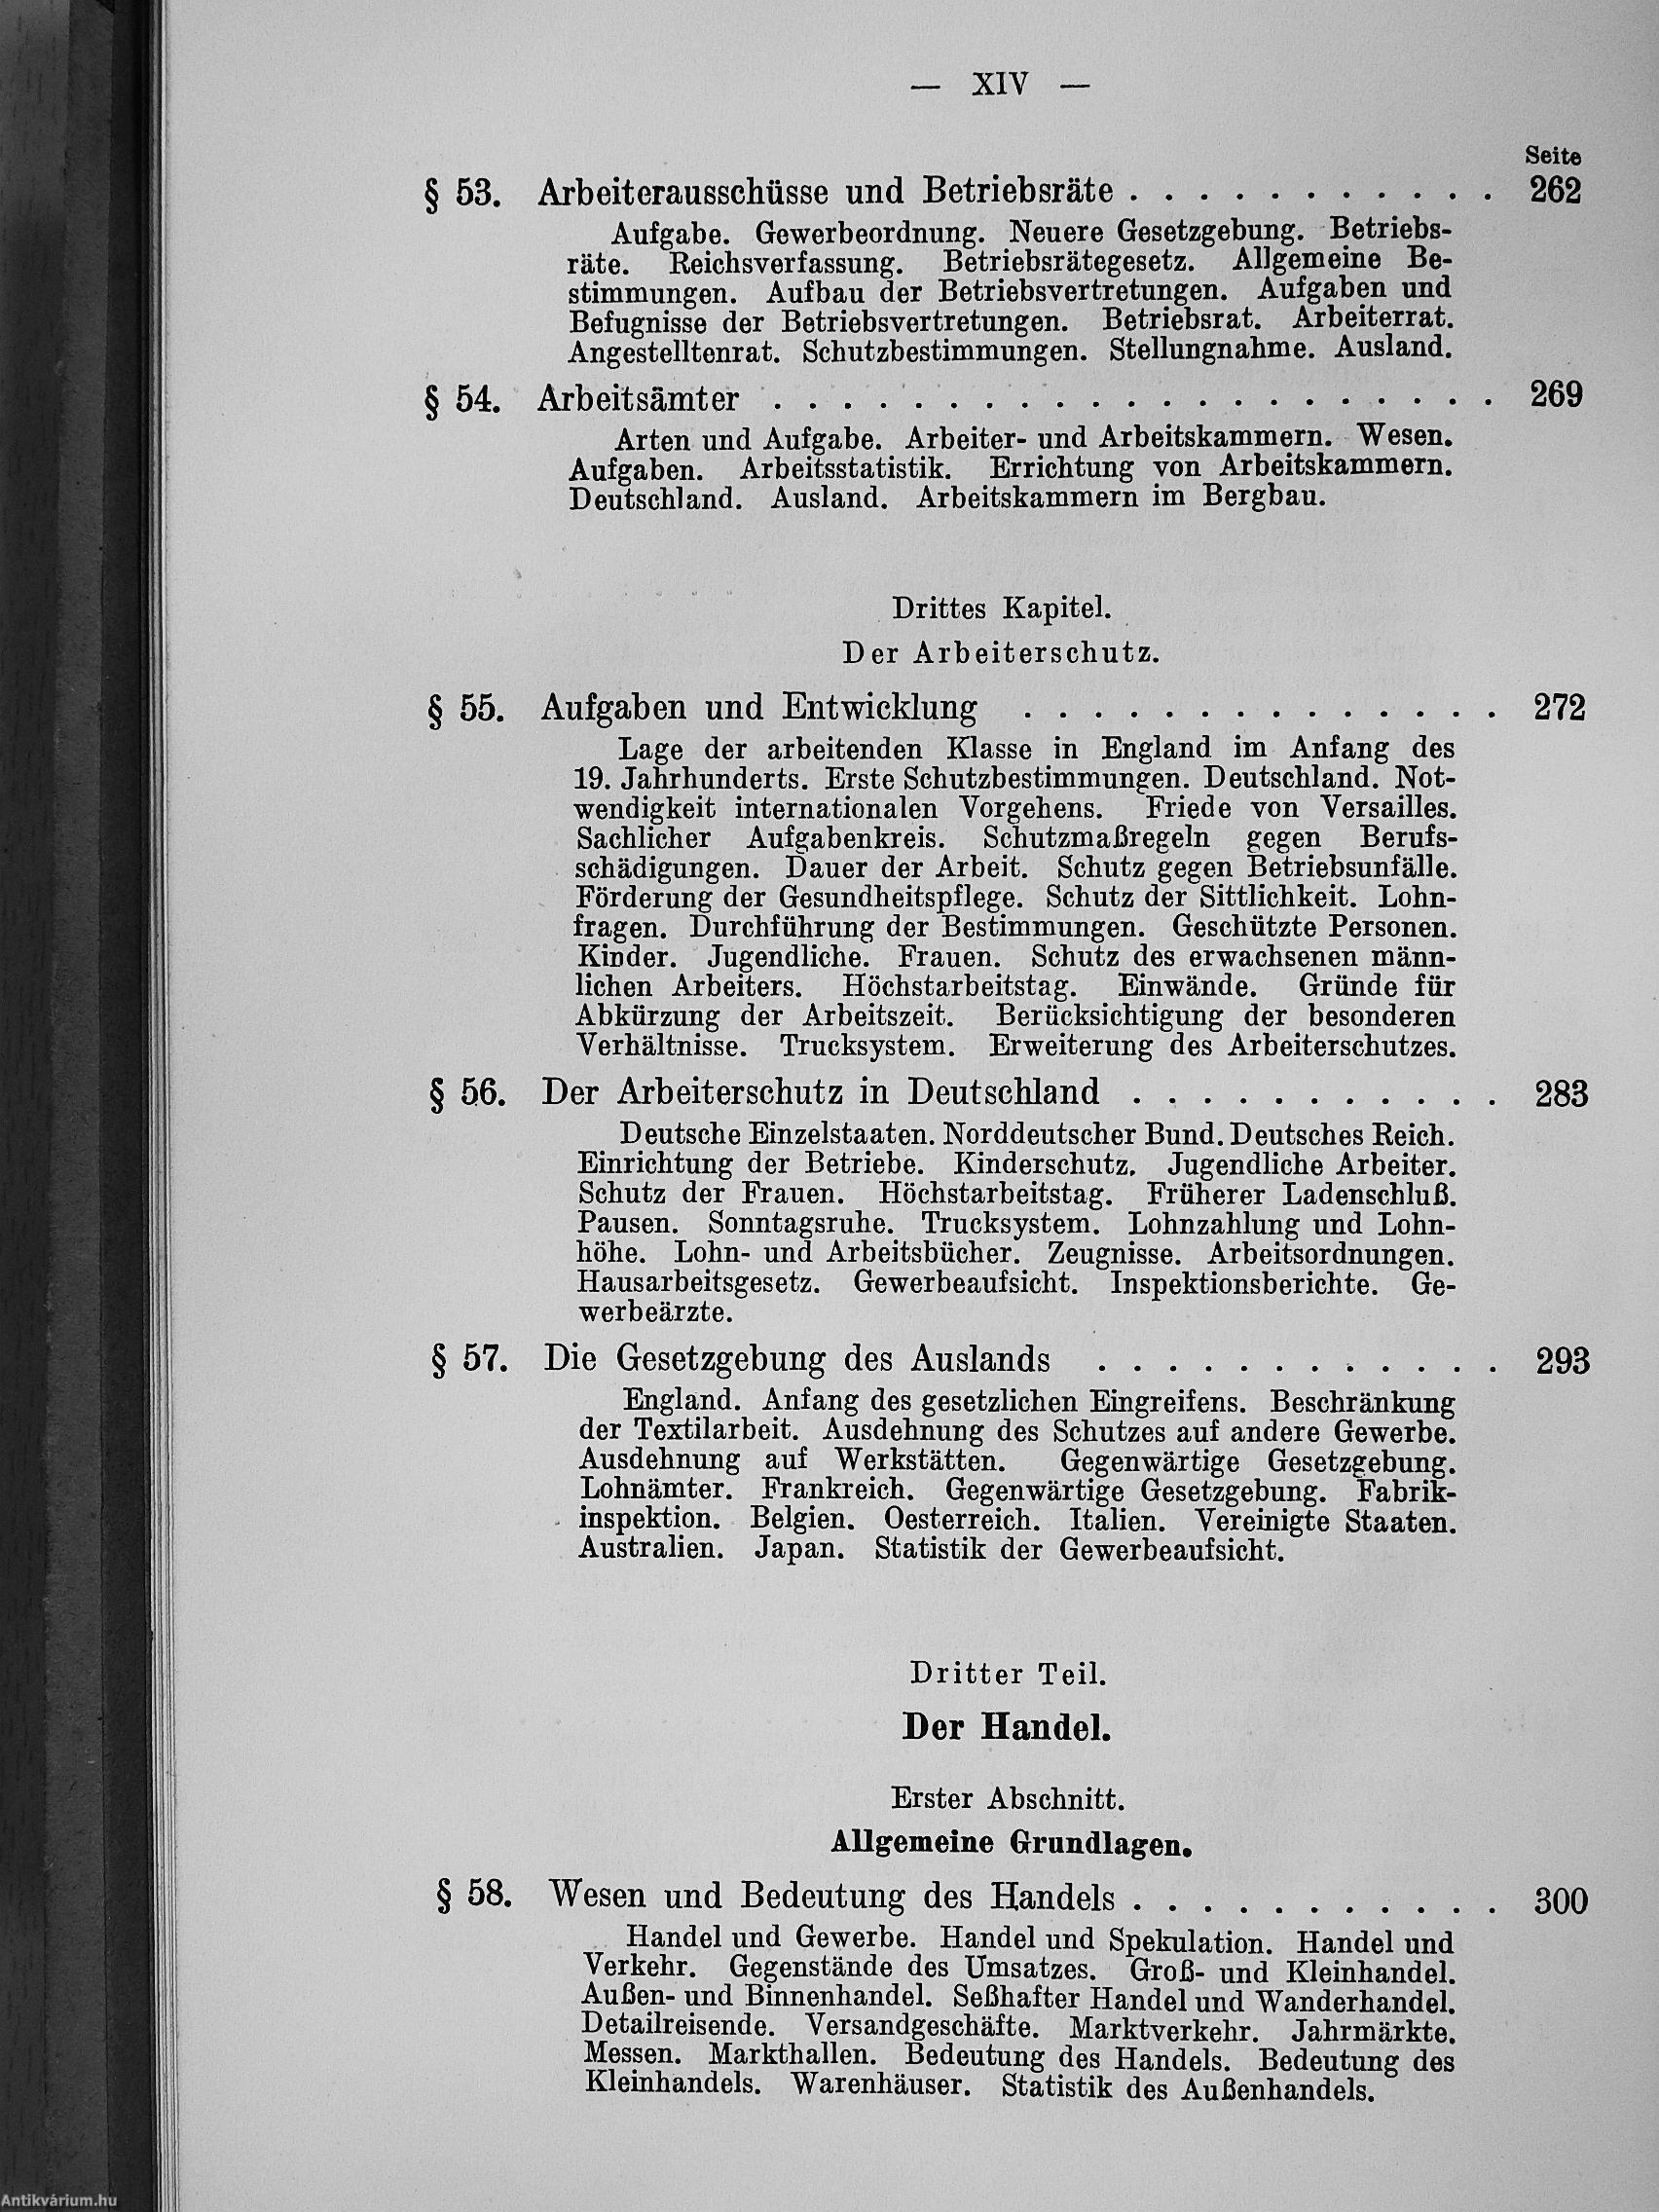 — XIV —
Seite
§ 53. Arbeiterausschüsse und Betriebsräte . . . . . . . . . . . 262
Aufgabe. Gewerbeordnung. Neuere Gesetzgebung. Betriebs-
räte. Reichsverfassung. Betriebsrätegesetz. Allgemeine Be-
stimmungen. Aufbau der Betriebsvertretungen. Aufgaben und
Befugnisse der Betriebsvertretungen. Betriebsrat. Arbeiterrat.
Angestelltenrat. Schutzbestimmungen. Stellungnahme. Ausland.
§ 54. Arbeitsämter . . . . . . . . . . . . . . . . . . . . . 269
Arten und Aufgabe. Arbeiter- und Arbeitskammern. Wesen.
Aufgaben. Arbeitsstatistik. Errichtung von Arbeitskammern.
Deutschland. Ausland. Arbeitskammern im Bergbau.
Drittes Kapitel.
Der Arbeiterschutz.
§ 55. Aufgaben und Entwicklung . . . . . . . . . . . . . . 272
Lage der arbeitenden Klasse in England im Anfang des
19. Jahrhunderts. Erste Schutzbestimmungen. Deutschland. Not-
wendigkeit internationalen Vorgehens. Friede von Versailles.
Sachlicher Aufgabenkreis. Schutzmaßregeln gegen Berufs-
schädigungen. Dauer der Arbeit. Schutz gegen Betriebsunfälle.
Förderung der Gesundheitspflege. Schutz der Sittlichkeit. Lohn-
fragen. Durchführung der Bestimmungen. Geschützte Personen.
Kinder. Jugendliche. Frauen. Schutz des erwachsenen männ-
lichen Arbeiters. Höchstarbeitstag. Einwände. Gründe für
Abkürzung der Arbeitszeit. Berücksichtigung der besonderen
Verhältnisse. Trucksystem. Erweiterung des Arbeiterschutzes.
§ 56. Der Arbeiterschutz in Deutschland . . . . . . . . . . . 283
Deutsche Einzelstaaten. Norddeutscher Bund. Deutsches Reich.
Einrichtung der Betriebe. Kinderschutz. Jugendliche Arbeiter.
Schutz der Frauen. Höchstarbeitstag. Früherer Ladenschluß.
Pausen. Sonntagsruhe. Trucksystem. Lohnzahlung und Lohn-
höhe. Lohn- und Arbeitsbücher. Zeugnisse. Arbeitsordnungen.
Hausarbeitsgesetz. Gewerbeaufsicht. Inspektionsberichte. Ge-
werbeärzte.
§ 57. Die Gesetzgebung des Auslands . . . . . . . . . . . . 293
England. Anfang des gesetzlichen Eingreifens. Beschränkung
der Textilarbeit. Ausdehnung des Schutzes auf andere Gewerbe.
Ausdehnung auf Werkstätten. Gegenwärtige Gesetzgebung.
Lohnämter. Frankreich. Gegenwärtige Gesetzgebung. Fabrik-
inspektion. Belgien. Oesterreich. Italien. Vereinigte Staaten.
Australien. Japan. Statistik der Gewerbeaufsicht.
Dritter Teil.
Der Handel.
Erster Abschnitt.
Allgemeine Grundlagen.
§ 58. Wesen und Bedeutung des Handels . . . . . . . . . . . 300
Handel und Gewerbe. Handel und Spekulation. Handel und
Verkehr. Gegenstände des Umsatzes. Groß- und Kleinhandel.
Außen- und Binnenhandel. Seßhafter Handel und Wanderhandel.
Detailreisende. Versandgeschäfte. Marktverkehr. Jahrmärkte.
Messen. Markthallen. Bedeutung des Handels. Bedeutung des
Kleinhandels. Warenhäuser. Statistik des Außenhandels.
Antikvárium.hu